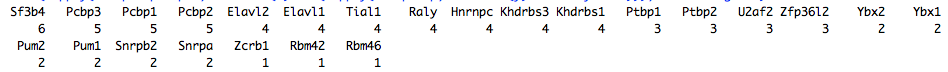 Sf3b4 Pcbp3 Pcbp1 Pcbp2 Elavl2 Elavl1 Tial1 Raly Hnrnpc Khdrbs3 Khdrbs1 Ptbp1 Ptbp2 U2af2 Zfp36l2 Ybx2 Ybx1
6 5 5 5 4 4 4 4 4 4 4 3 3 3 3 2 2
Pum2 Pum1 Snrpb2 Snrpa Zcrb1 Rbm42 Rbm46
2 2 2 2 1 1 1